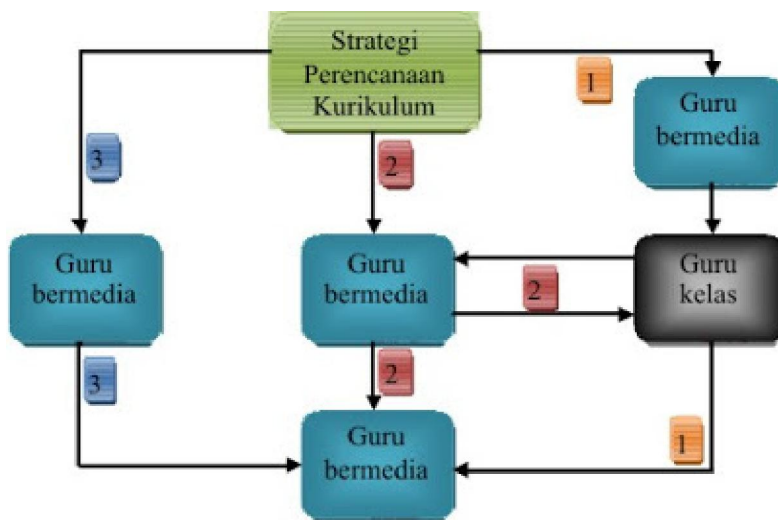 Strategi
Perencanaan
Kurikulum
1
Guru
bermedia
3
2
Guru
bermedia
Guru
bermedia
2
Guru
kelas
3
2
1
Guru
bermedia